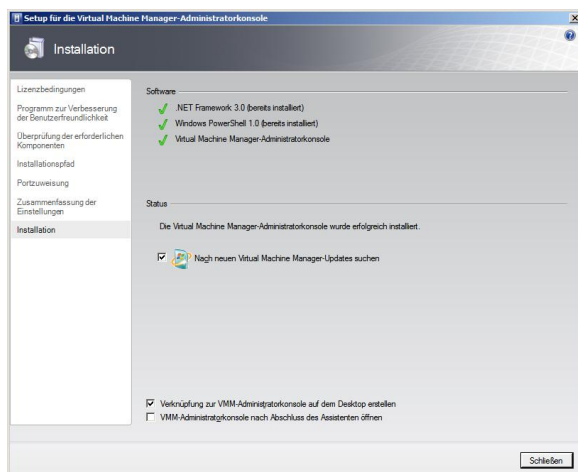 Setup für die Virtual Machine Manager-Administratorkonsole
Installation
Lizenzbedingungen
Programm zur Verbesserung
der Benutzerfreundlichkeit
Überprüfung der erforderlichen
Komponenten
Installationspfad
Portzuweisung
Zusammenfassung der
Einstellungen
Installation
Software
.NET Framework 3.0 (bereits installiert)
Windows PowerShell 1.0 (bereits installiert)
Virtual Machine Manager-Administratorkonsole
Status
Die Virtual Machine Manager-Administratorkonsole wurde erfolgreich installiert.
Nach neuen Virtual Machine Manager-Updates suchen
Verknüpfung zur VMM-Administratorkonsole auf dem Desktop erstellen
VMM-Administratorkonsole nach Abschluss des Assistenten öffnen
Schließen